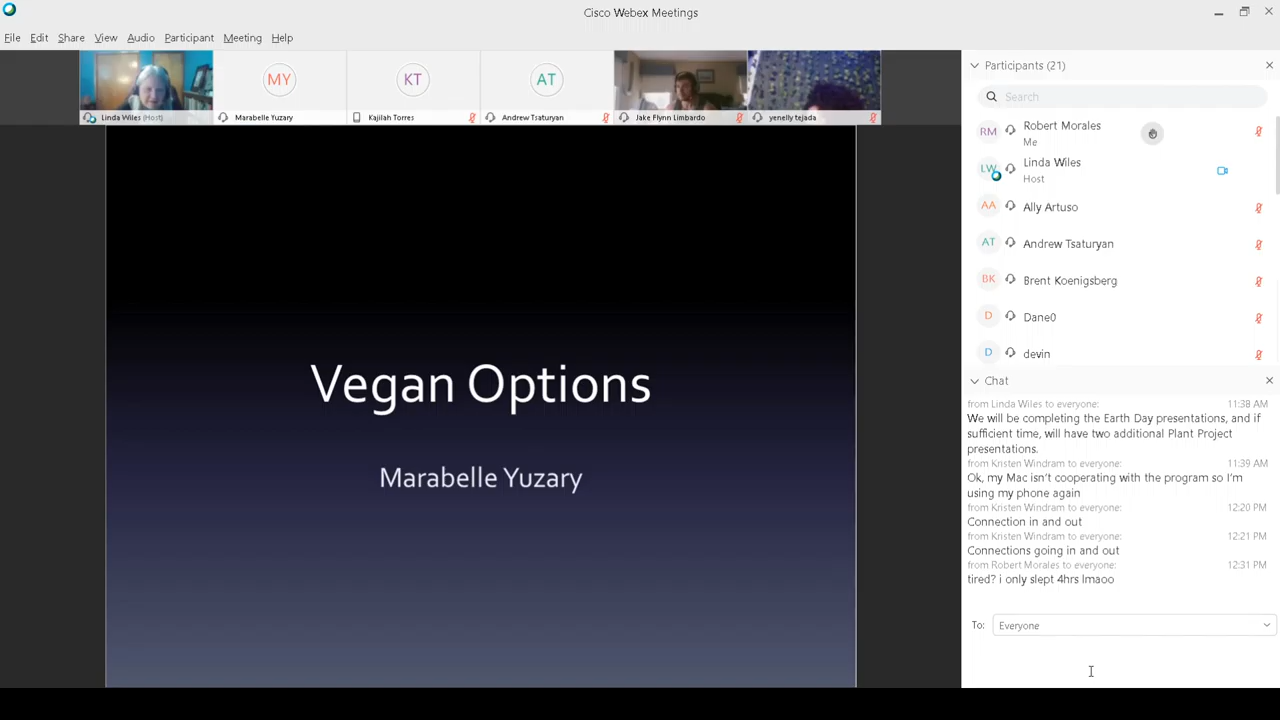 Cisco Webex Meetings
File Edit Share View Audio Participant Meeting Help
MY KT AT
Linda Wiles (Host) Marabelle Yuzary Kajilah Torres Andrew Tsaturyan Jake Flynn Limbardo yenelly tejada
Vegan Options
Marabelle Yuzary
Participants (21)
Search
RM Robert Morales
Me
LW Linda Wiles
Host
AA Ally Artuso
AT Andrew Tsaturyan
BK Brent Koenigsberg
D Dane0
D devin
Chat
from Linda Wiles to everyone: 11:38 AM
We will be completing the Earth Day presentations, and if
sufficient time, will have two additional Plant Project
presentations.
from Kristen Windram to everyone: 11:39 AM
Ok, my Mac isn't cooperating with the program so I'm
using my phone again
from Kristen Windram to everyone: 12:20 PM
Connection in and out
from Kristen Windram to everyone: 12:21 PM
Connections going in and out
from Robert Morales to everyone: 12:31 PM
tired? i only slept 4hrs lmaoo
To: Everyone